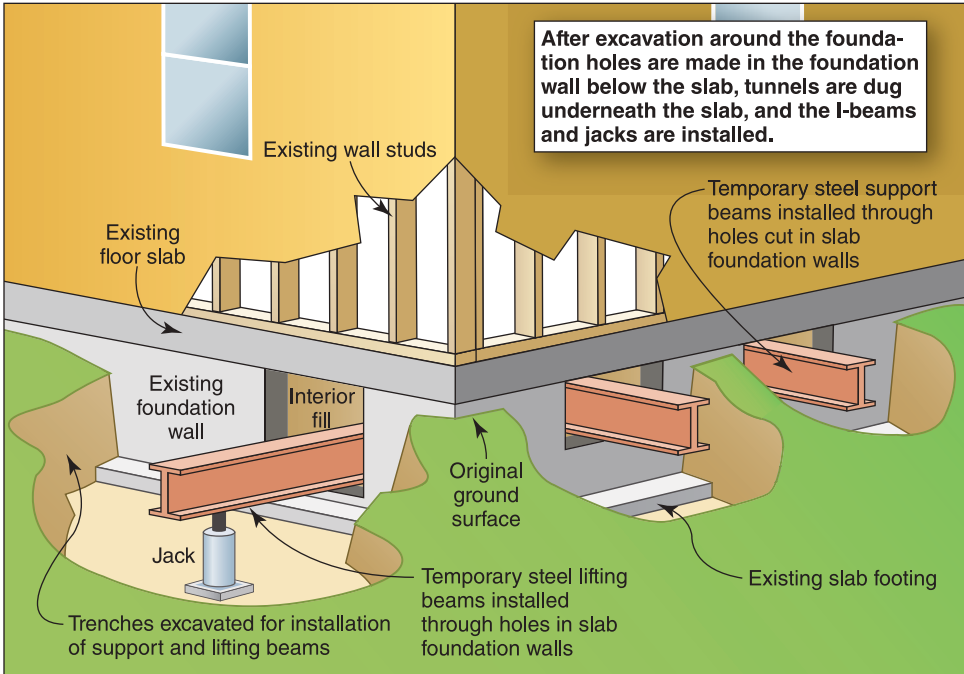 After excavation around the founda-
tion holes are made in the foundation
wall below the slab, tunnels are dug
underneath the slab, and the I-beams
and jacks are installed.
Existing wall studs
Temporary steel support
beams installed through
holes cut in slab
foundation walls
Existing
floor slab
Existing
foundation
wall
Interior
fill
Original
ground
surface
Jack
Temporary steel lifting
beams installed
through holes in slab
foundation walls
Existing slab footing
Trenches excavated for installation
of support and lifting beams